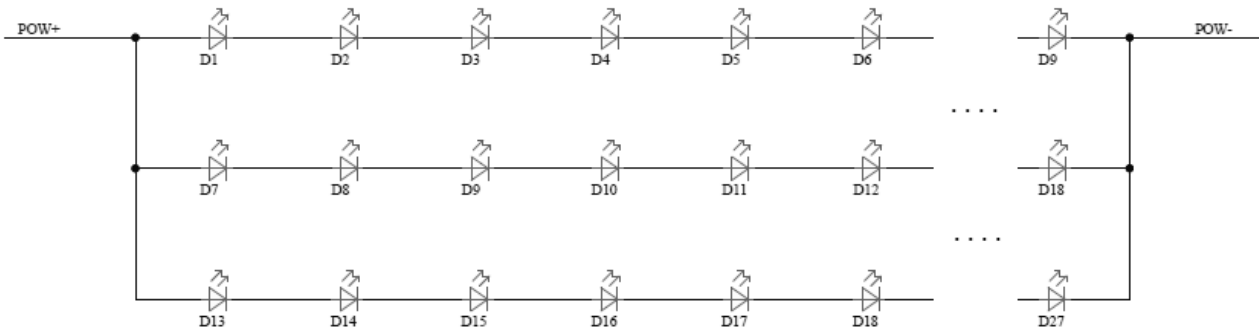 POW+ POW-
D1 D2 D3 D4 D5 D6 D9
. . . .
D7 D8 D9 D10 D11 D12 D18
. . . .
D13 D14 D15 D16 D17 D18 D27